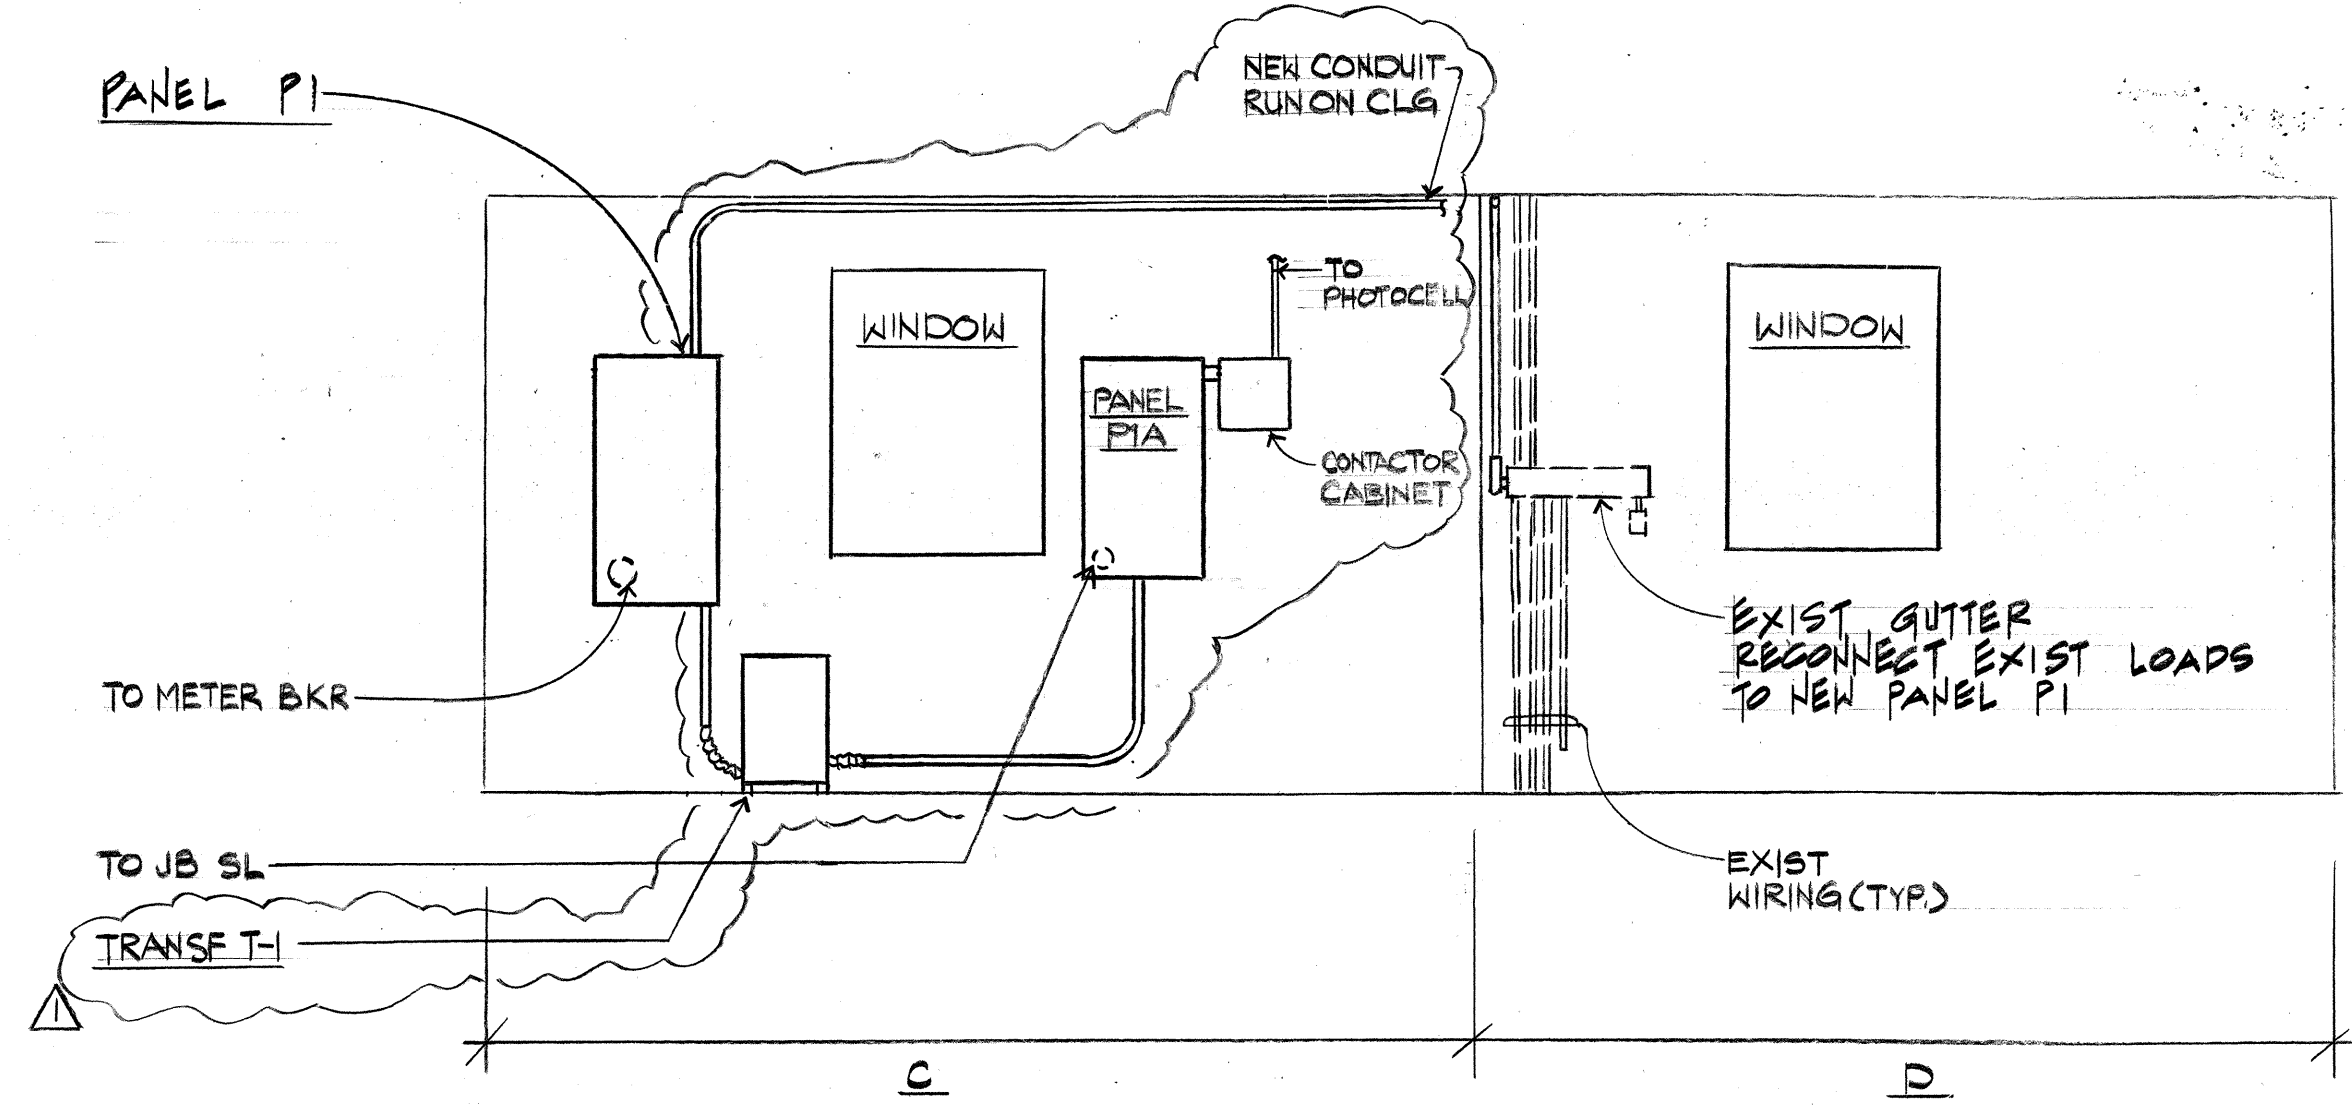 PANEL P1
NEW CONDUIT
RUN ON CLG
TO
PHOTOCELL
WINDOW
WINDOW
PANEL
P1A
CONTACTOR
CABINET
EXIST GUTTER
RECONNECT EXIST LOADS
TO NEW PANEL P1
TO METER BKR
TO JB SL
EXIST
WIRING (TYP.)
TRANSF T-1
1
C
D